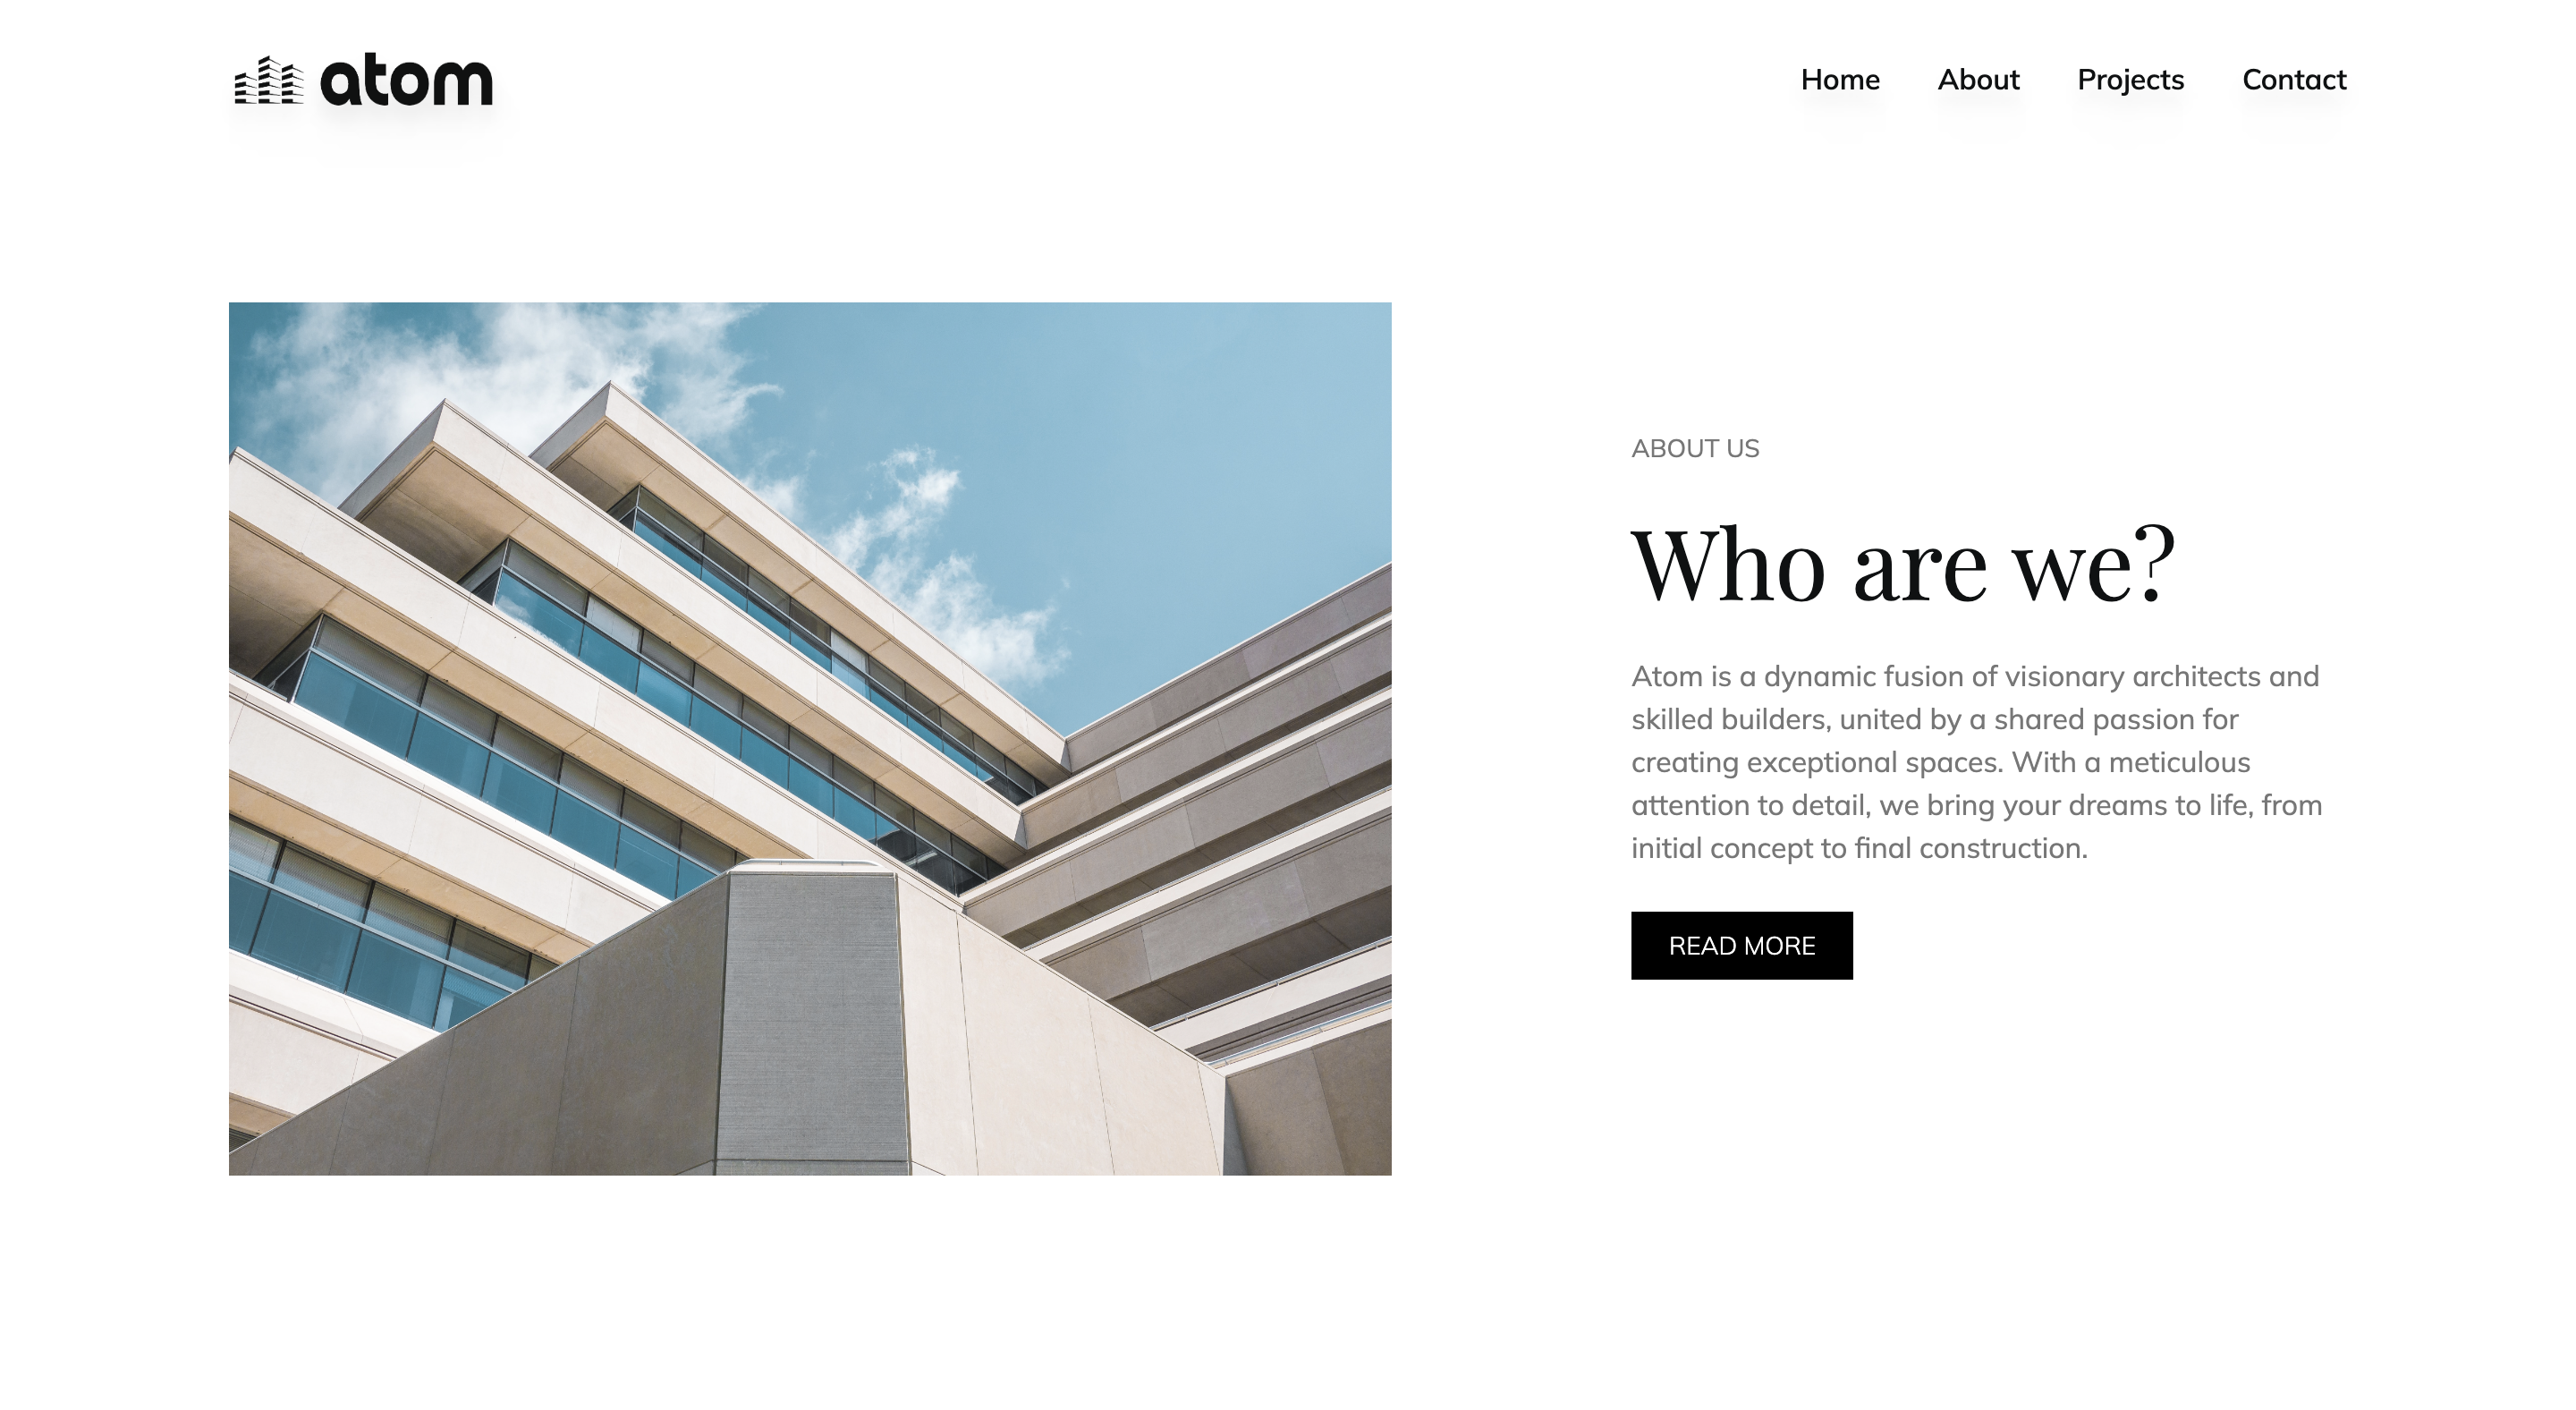 atom
Home About Projects Contact
ABOUT US
Who are we?
Atom is a dynamic fusion of visionary architects and
skilled builders, united by a shared passion for
creating exceptional spaces. With a meticulous
attention to detail, we bring your dreams to life, from
initial concept to final construction.
READ MORE